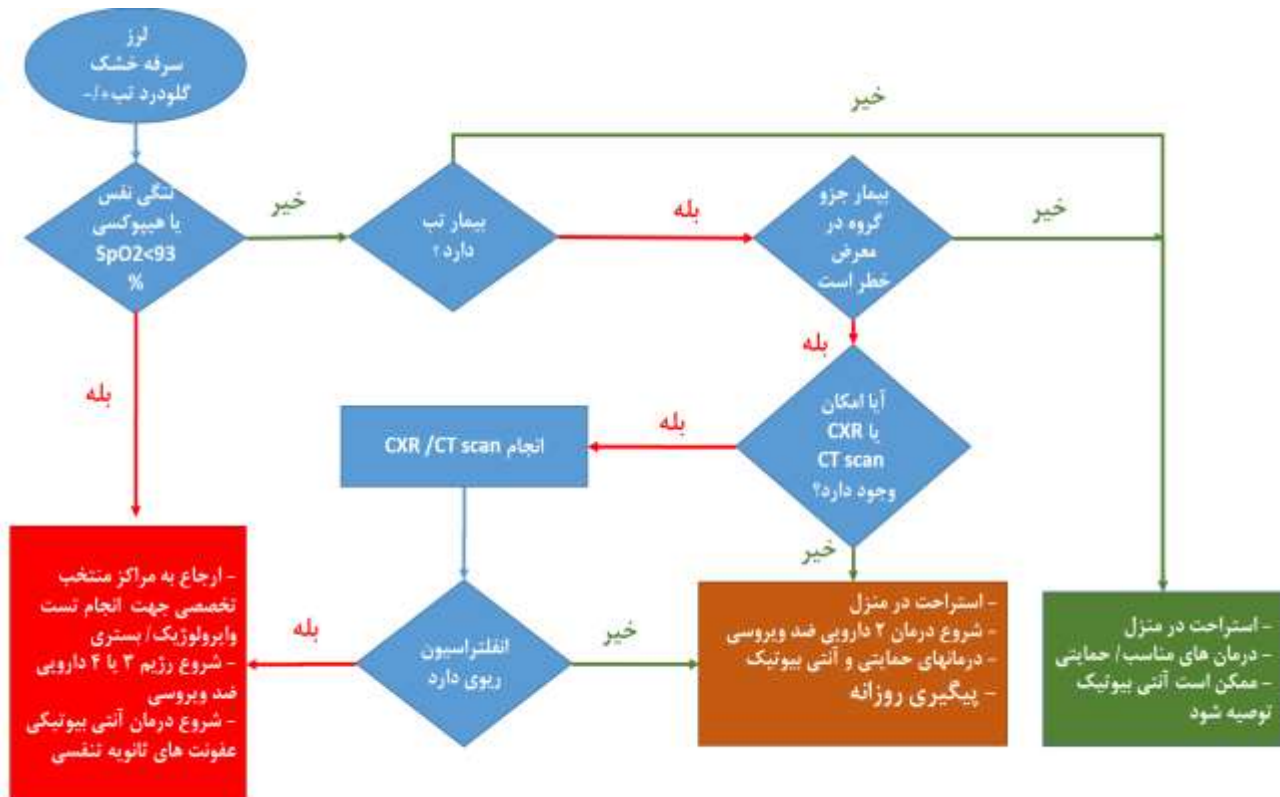 لرز
سرفه خشک
گلودرد تب+/-
خیر
تنگی نفس
یا هیپوکسی
SpO2<93
%
خیر
بیمار تب
دارد ؟
بله
بیمار جزو
گروه در
معرض
خطر است
خیر
بله
بله
آیا امکان
CXR یا
CT scan
وجود دارد؟
بله
انجام CXR /CT scan
خیر
- ارجاع به مراکز منتخب
تخصصی جهت انجام تست
وایرولوژیک/ بستری
- شروع رژیم ۳ یا ۴ دارویی
ضد ویروسی
- شروع درمان آنتی بیوتیکی
عفونت های ثانویه تنفسی
بله
انفلتراسیون
ریوی دارد
خیر
- استراحت در منزل
- شروع درمان ۲ دارویی ضد ویروسی
- درمانهای حمایتی و آنتی بیوتیک
- پیگیری روزانه
- استراحت در منزل
- درمان های مناسب/ حمایتی
- ممکن است آنتی بیوتیک
توصیه شود